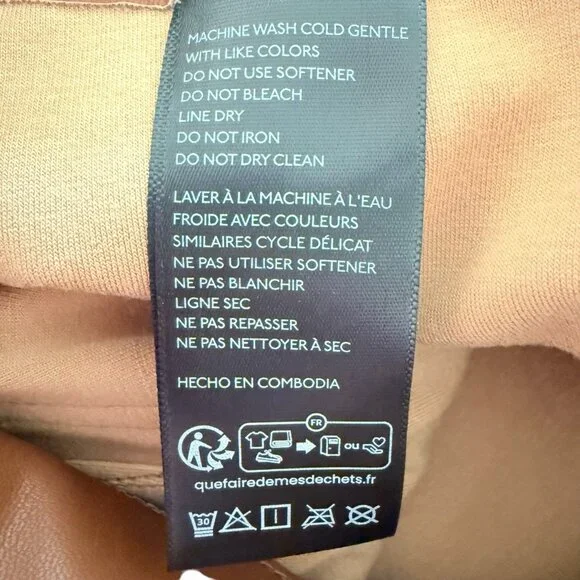 MACHINE WASH COLD GENTLE
WITH LIKE COLORS
DO NOT USE SOFTENER
DO NOT BLEACH
LINE DRY
DO NOT IRON
DO NOT DRY CLEAN
LAVER À LA MACHINE À L'EAU
FROIDE AVEC COULEURS
SIMILAIRES CYCLE DÉLICAT
NE PAS UTILISER SOFTENER
NE PAS BLANCHIR
LIGNE SEC
NE PAS REPASSER
NE PAS NETTOYER À SEC
HECHO EN COMBODIA
FR
ou
quefairedemesdechets.fr
30